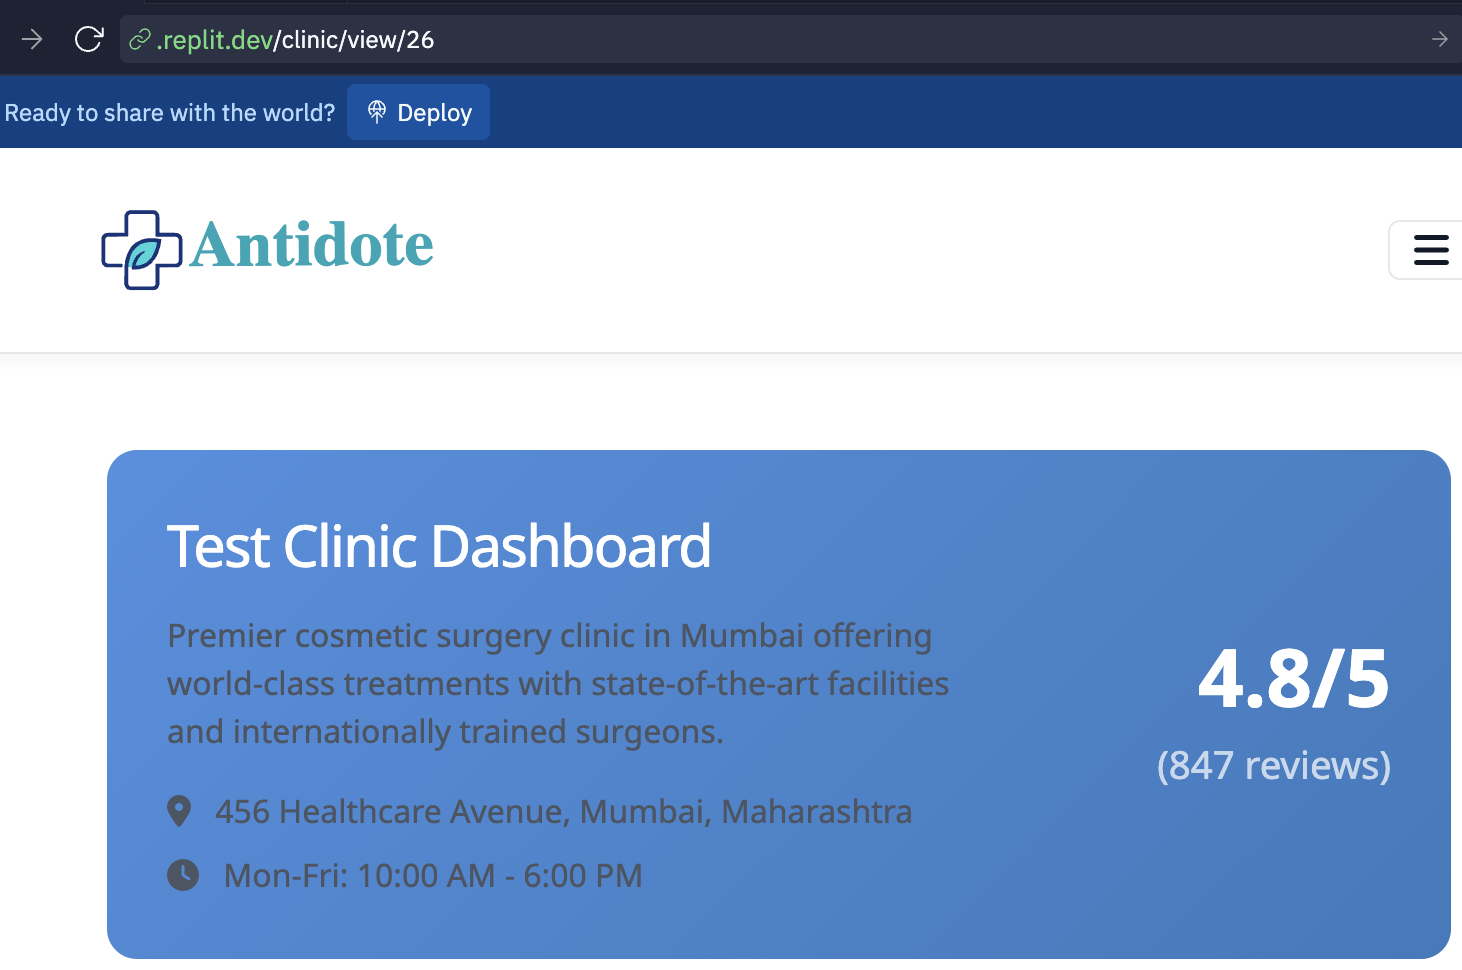 .replit.dev/clinic/view/26
Ready to share with the world?
Deploy
Antidote
Test Clinic Dashboard
Premier cosmetic surgery clinic in Mumbai offering
world-class treatments with state-of-the-art facilities
and internationally trained surgeons.
456 Healthcare Avenue, Mumbai, Maharashtra
Mon-Fri: 10:00 AM - 6:00 PM
4.8/5
(847 reviews)